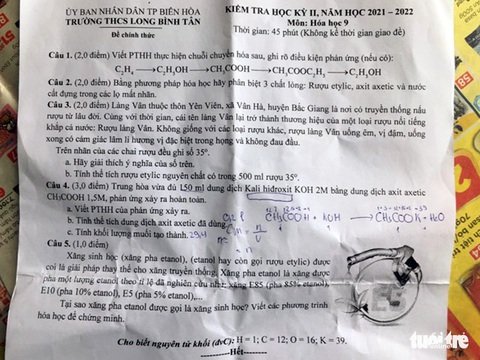 ỦY BAN NHÂN DÂN TP BIÊN HÒA
TRƯỜNG THCS LONG BÌNH TÂN
Đề chính thức
KIỂM TRA HỌC KỲ II, NĂM HỌC 2021 – 2022
Môn: Hóa học 9
Thời gian: 45 phút (Không kể thời gian giao đề)
Câu 1. (2,0 điểm) Viết PTHH thực hiện chuỗi chuyển hóa sau, ghi rõ điều kiện phản ứng (nếu có):
C₂H₄ → C₂H₅OH → CH₃COOH → CH₃COOC₂H₅ → C₂H₅OH
Câu 2. (2,0 điểm) Bằng phương pháp hóa học hãy phân biệt 3 chất lỏng: Rượu etylic, axit axetic và nước
cất đựng trong các lọ mất nhãn.
Câu 3. (2,0 điểm) Làng Vân thuộc thôn Yên Viên, xã Vân Hà, huyện Bắc Giang là nơi có truyền thống nấu
rượu từ lâu đời. Cùng với thời gian, cái tên làng Vân lại trở thành thương hiệu của một loại rượu nổi tiếng
khắp cả nước: Rượu làng Vân. Không giống với các loại rượu khác, rượu làng Vân uống êm, vị đậm, uống
xong có cảm giác lâm li hương vị đặc biệt trong họng và không đau đầu.
Trên nhãn của các chai rượu đều ghi số 35°.
a. Hãy giải thích ý nghĩa của số trên.
b. Tính thể tích rượu etylic nguyên chất có trong 500 ml rượu 35°.
Câu 4. (3,0 điểm) Trung hòa vừa đủ 150 ml dung dịch Kali hidroxit KOH 2M bằng dung dịch axit axetic
CH₃COOH 1,5M, phản ứng xảy ra hoàn toàn.
a. Viết PTHH của phản ứng xảy ra.
b. Tính thể tích dung dịch axit axetic đã dùng. CH₃COOH + KOH → CH₃COOK + H₂O
c. Tính khối lượng muối tạo thành. 29,4
Câu 5. (1,0 điểm)
Xăng sinh học (xăng pha etanol), (etanol hay còn gọi rượu etylic) được
coi là giải pháp thay thế cho xăng truyền thống. Xăng pha etanol là xăng được
pha một lượng etanol theo tỉ lệ đã nghiên cứu như: xăng E85 (pha 85% etanol),
E10 (pha 10% etanol), E5 (pha 5% etanol),...
Tại sao xăng pha etanol được gọi là xăng sinh học? Viết các phương trình
hóa học để chứng minh.
Cho biết nguyên tử khối (đvC): H = 1; C = 12; O = 16; K = 39.
--------Hết--------
tuổi trẻ